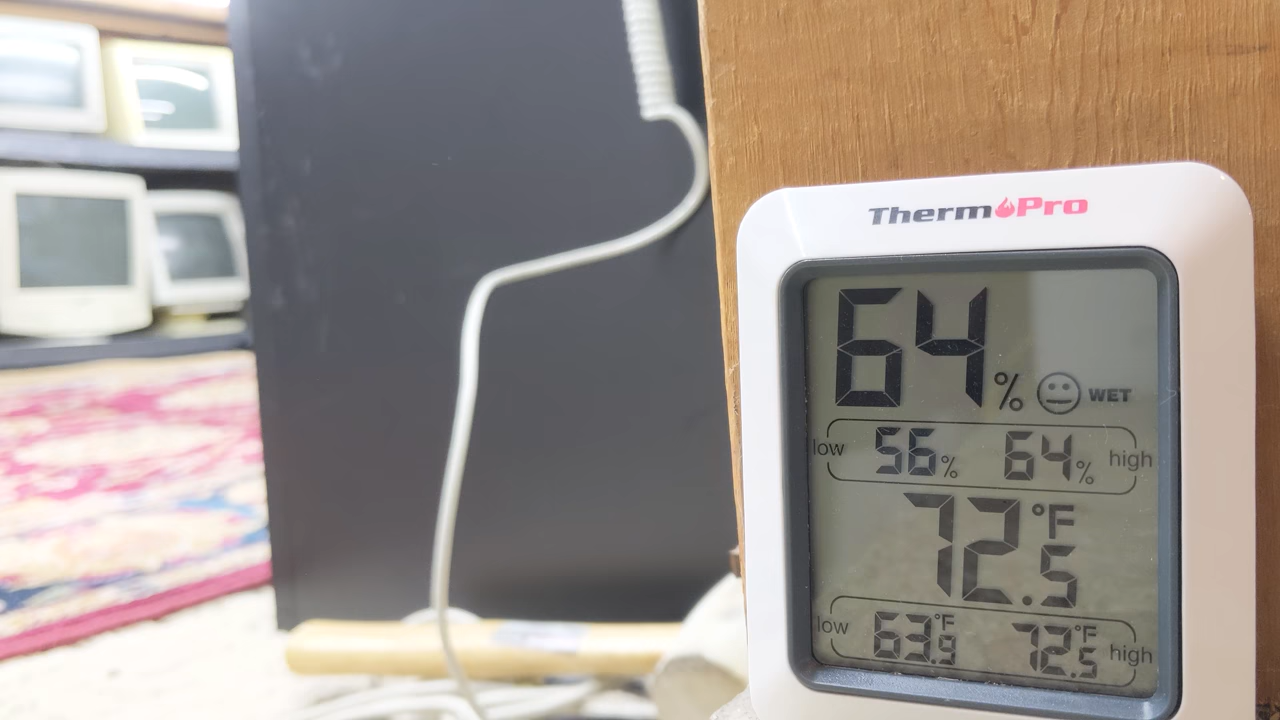 ThermoPro
64% WET
low 56% 64% high
72.5°F
low 63.9°F 72.5°F high